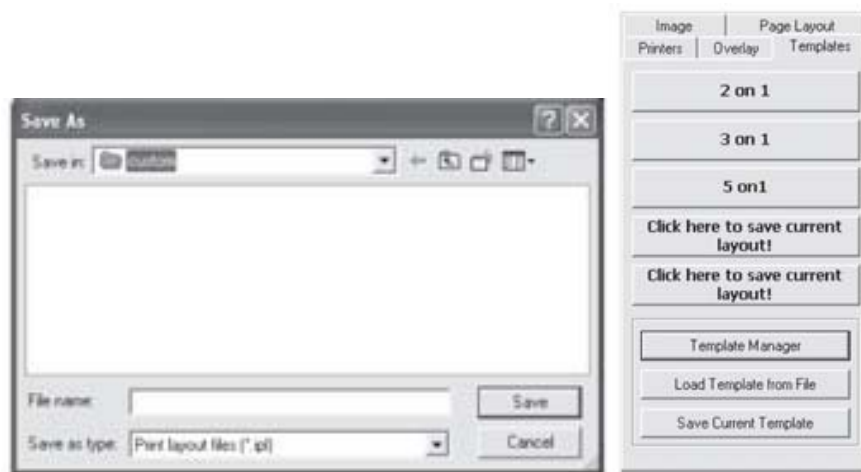 Save As
Save in:
custom
File name:
Save
Save as type:
Print layout files (*.ipl)
Cancel
Image
Page Layout
Printers
Overlay
Templates
2 on 1
3 on 1
5 on1
Click here to save current
layout!
Click here to save current
layout!
Template Manager
Load Template from File
Save Current Template